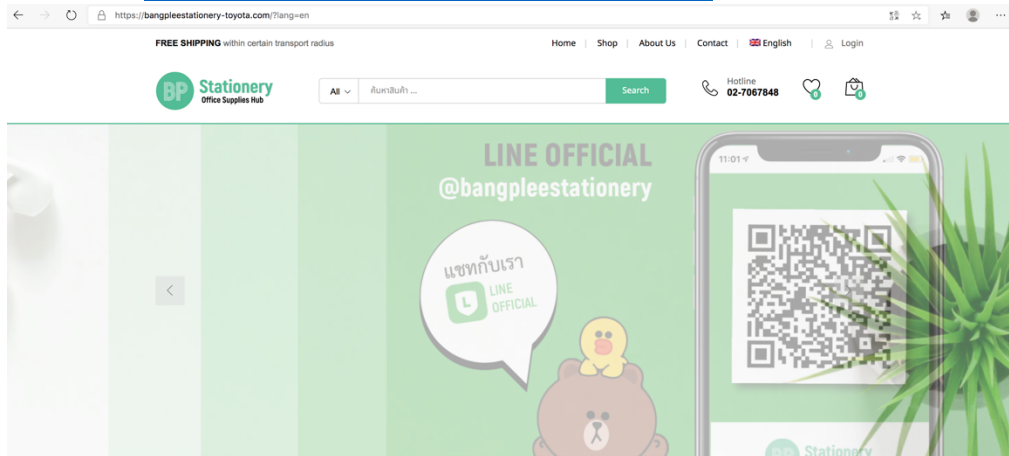 https://bangpleestationery-toyota.com/?lang=en
FREE SHIPPING within certain transport radius
Home Shop About Us Contact English Login
BP Stationery
Office Supplies Hub
All ค้นหาสินค้า ... Search
Hotline
02-7067848
0 0
LINE OFFICIAL
@bangpleestationery
11:01
แชทกับเรา
L LINE
OFFICIAL
BP Stationery